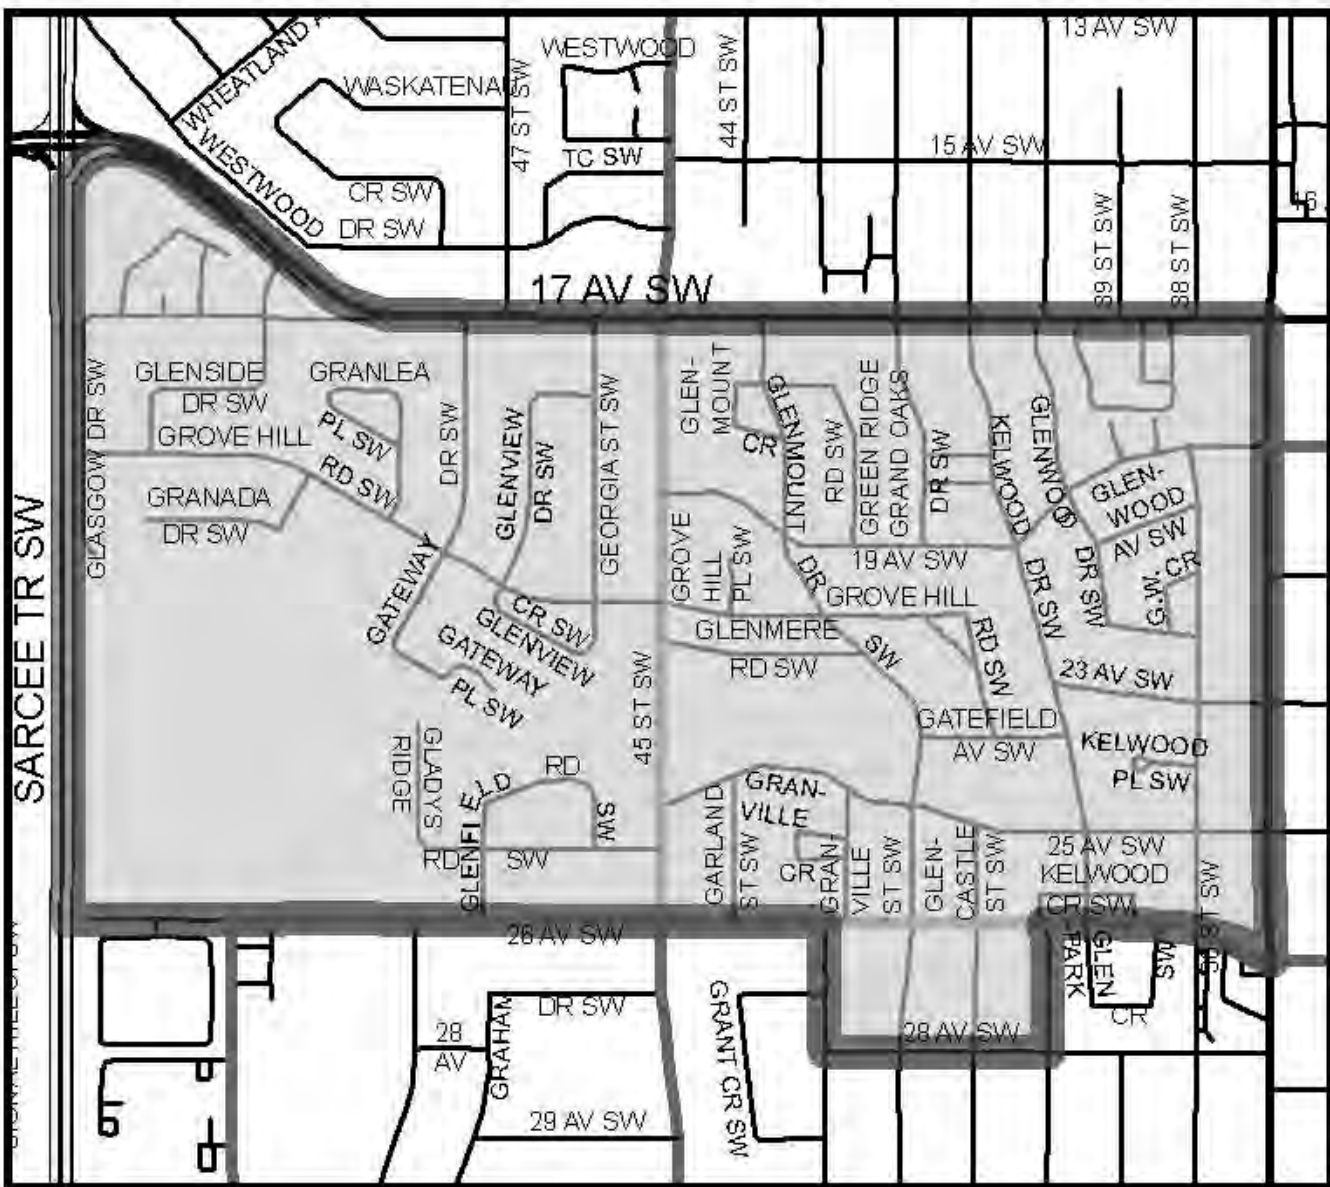 13 AV SW
WHEATLAND
WESTWOOD
WASKATENAU
47 ST SW
44 ST SW
15 AV SW
TC SW
CR SW
WESTWOOD
DR SW
39 ST SW
38 ST SW
16
17 AV SW
GLENSIDE
DR SW
GRANLEA
PL SW
GLEN-
MOUNT
CR
GLASGOW DR SW
GROVE HILL
RD SW
DR SW
GLENVIEW
DR SW
GEORGIA ST SW
GLENMOUNT
DR
SW
RD SW
GREEN RIDGE
GRAND OAKS
DR SW
KELWOOD
DR SW
GLENWOOD
DR SW
GLEN-
WOOD
AV SW
GRANADA
DR SW
SARCEE TR SW
GATEWAY
GROVE
HILL
PL SW
19 AV SW
G.W.
CR
CR SW
GLENVIEW
GATEWAY
PL SW
GROVE HILL
RD SW
GLENMERE
RD SW
45 ST SW
23 AV SW
GATEFIELD
AV SW
KELWOOD
PL SW
GLADYS
RIDGE
RD SW
GLENFIELD
RD
SW
GRAN-
VILLE
CR
GARLAND
ST SW
GRAN-
VILLE
ST SW
GLEN-
CASTLE
ST SW
25 AV SW
KELWOOD
CR SW
26 AV SW
GLEN
PARK
CR
MS
DR SW
GRAHAM
28
AV
GRANT CR SW
28 AV SW
29 AV SW